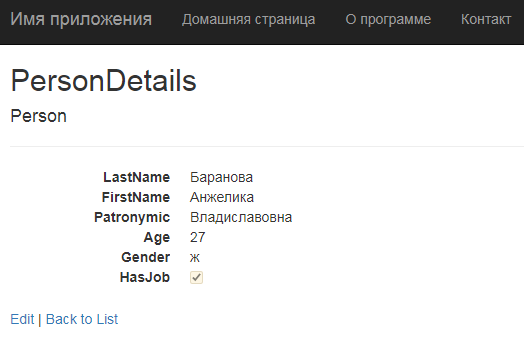 Имя приложения Домашняя страница О программе Контакт
PersonDetails
Person
LastName Баранова
FirstName Анжелика
Patronymic Владиславовна
Age 27
Gender ж
HasJob
Edit | Back to List